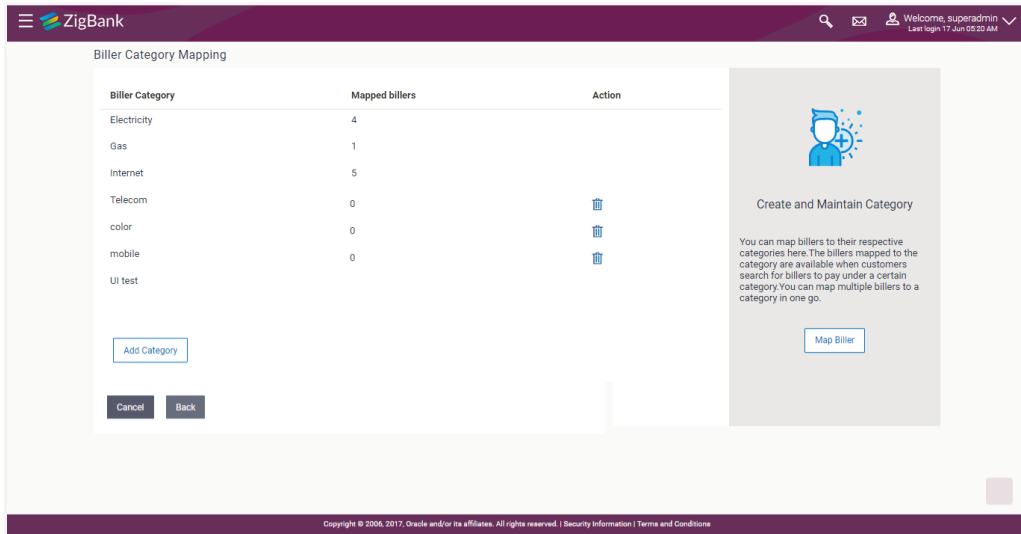 ZigBank
Welcome, superadmin
Last login 17 Jun 05:20 AM
Biller Category Mapping
Biller Category Mapped billers Action
Electricity 4
Gas 1
Internet 5
Telecom 0
color 0
mobile 0
UI test
Add Category
Cancel Back
Create and Maintain Category
You can map billers to their respective
categories here.The billers mapped to the
category are available when customers
search for billers to pay under a certain
category.You can map multiple billers to a
category in one go.
Map Biller
Copyright © 2006, 2017, Oracle and/or its affiliates. All rights reserved. | Security Information | Terms and Conditions